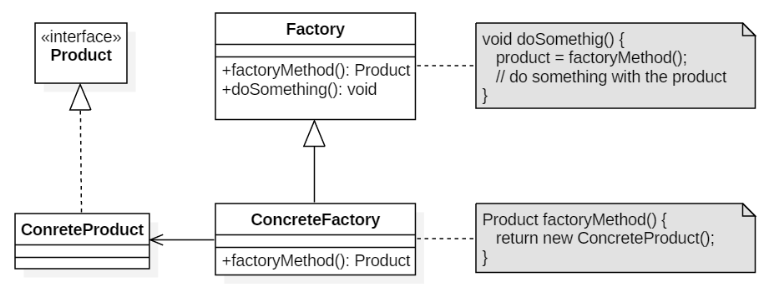 «interface»
Product
Factory
+factoryMethod(): Product
+doSomething(): void
void doSomethig() {
product = factoryMethod();
// do something with the product
}
ConreteProduct
ConcreteFactory
+factoryMethod(): Product
Product factoryMethod() {
return new ConcreteProduct();
}